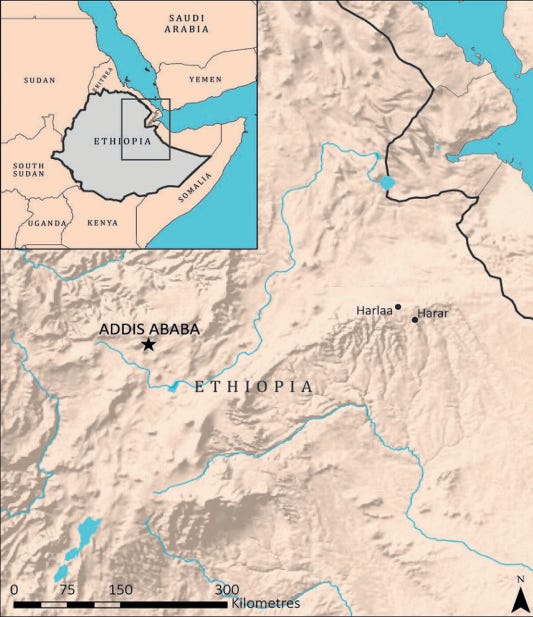 SAUDI
ARABIA
SUDAN
ERITREA
YEMEN
ETHIOPIA
SOUTH
SUDAN
SOMALIA
UGANDA
KENYA
Harlaa
Harar
ADDIS ABABA
ETHIOPIA
0 75 150 300
Kilometres
N